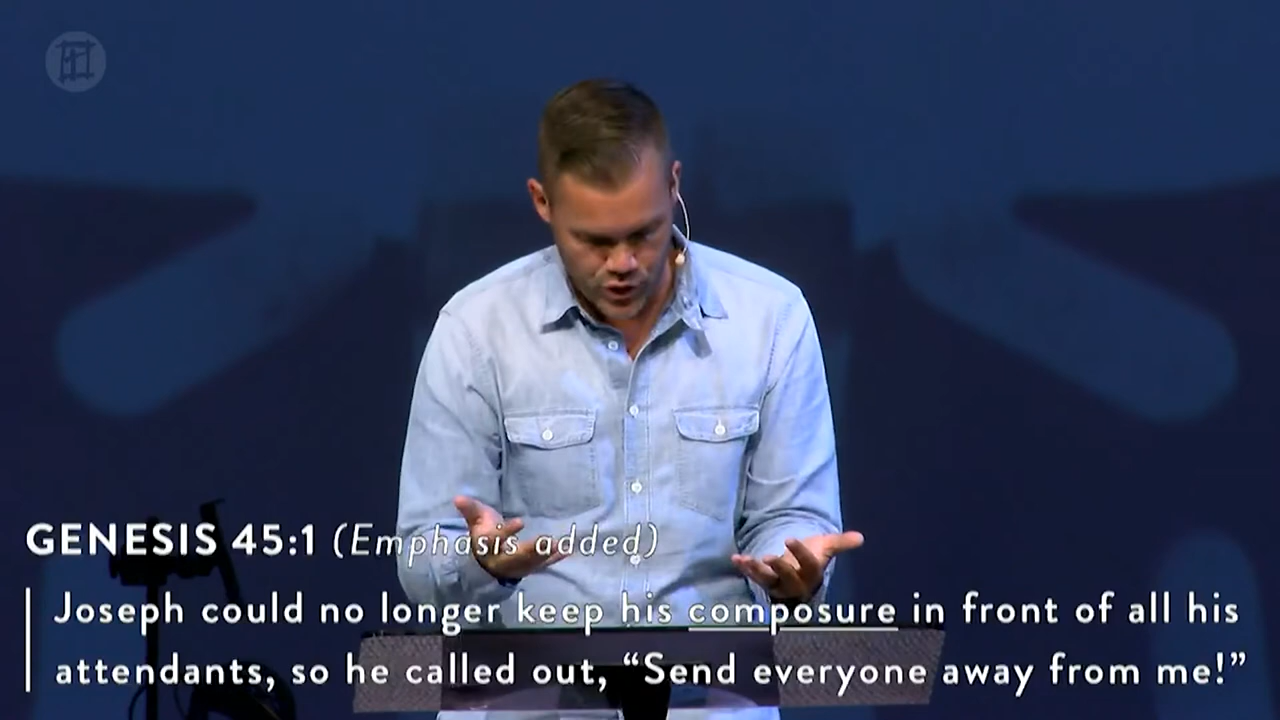 GENESIS 45:1 (Emphasis added)
Joseph could no longer keep his composure in front of all his
attendants, so he called out, “Send everyone away from me!”